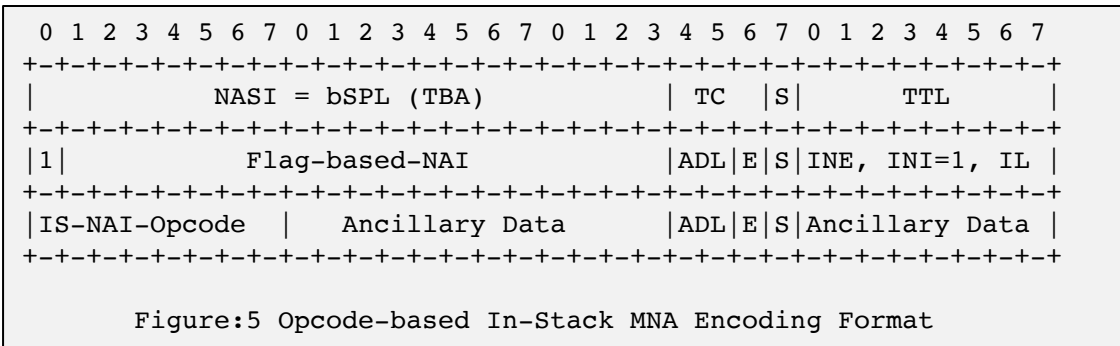 0 1 2 3 4 5 6 7 0 1 2 3 4 5 6 7 0 1 2 3 4 5 6 7 0 1 2 3 4 5 6 7
+-+-+-+-+-+-+-+-+-+-+-+-+-+-+-+-+-+-+-+-+-+-+-+-+-+-+-+-+-+-+-+-+
|            NASI = bSPL (TBA)          | TC  |S|      TTL      |
+-+-+-+-+-+-+-+-+-+-+-+-+-+-+-+-+-+-+-+-+-+-+-+-+-+-+-+-+-+-+-+-+
|1|            Flag-based-NAI           |ADL|E|S|INE, INI=1, IL |
+-+-+-+-+-+-+-+-+-+-+-+-+-+-+-+-+-+-+-+-+-+-+-+-+-+-+-+-+-+-+-+-+
|IS-NAI-Opcode  |   Ancillary Data      |ADL|E|S|Ancillary Data |
+-+-+-+-+-+-+-+-+-+-+-+-+-+-+-+-+-+-+-+-+-+-+-+-+-+-+-+-+-+-+-+-+
Figure:5 Opcode-based In-Stack MNA Encoding Format